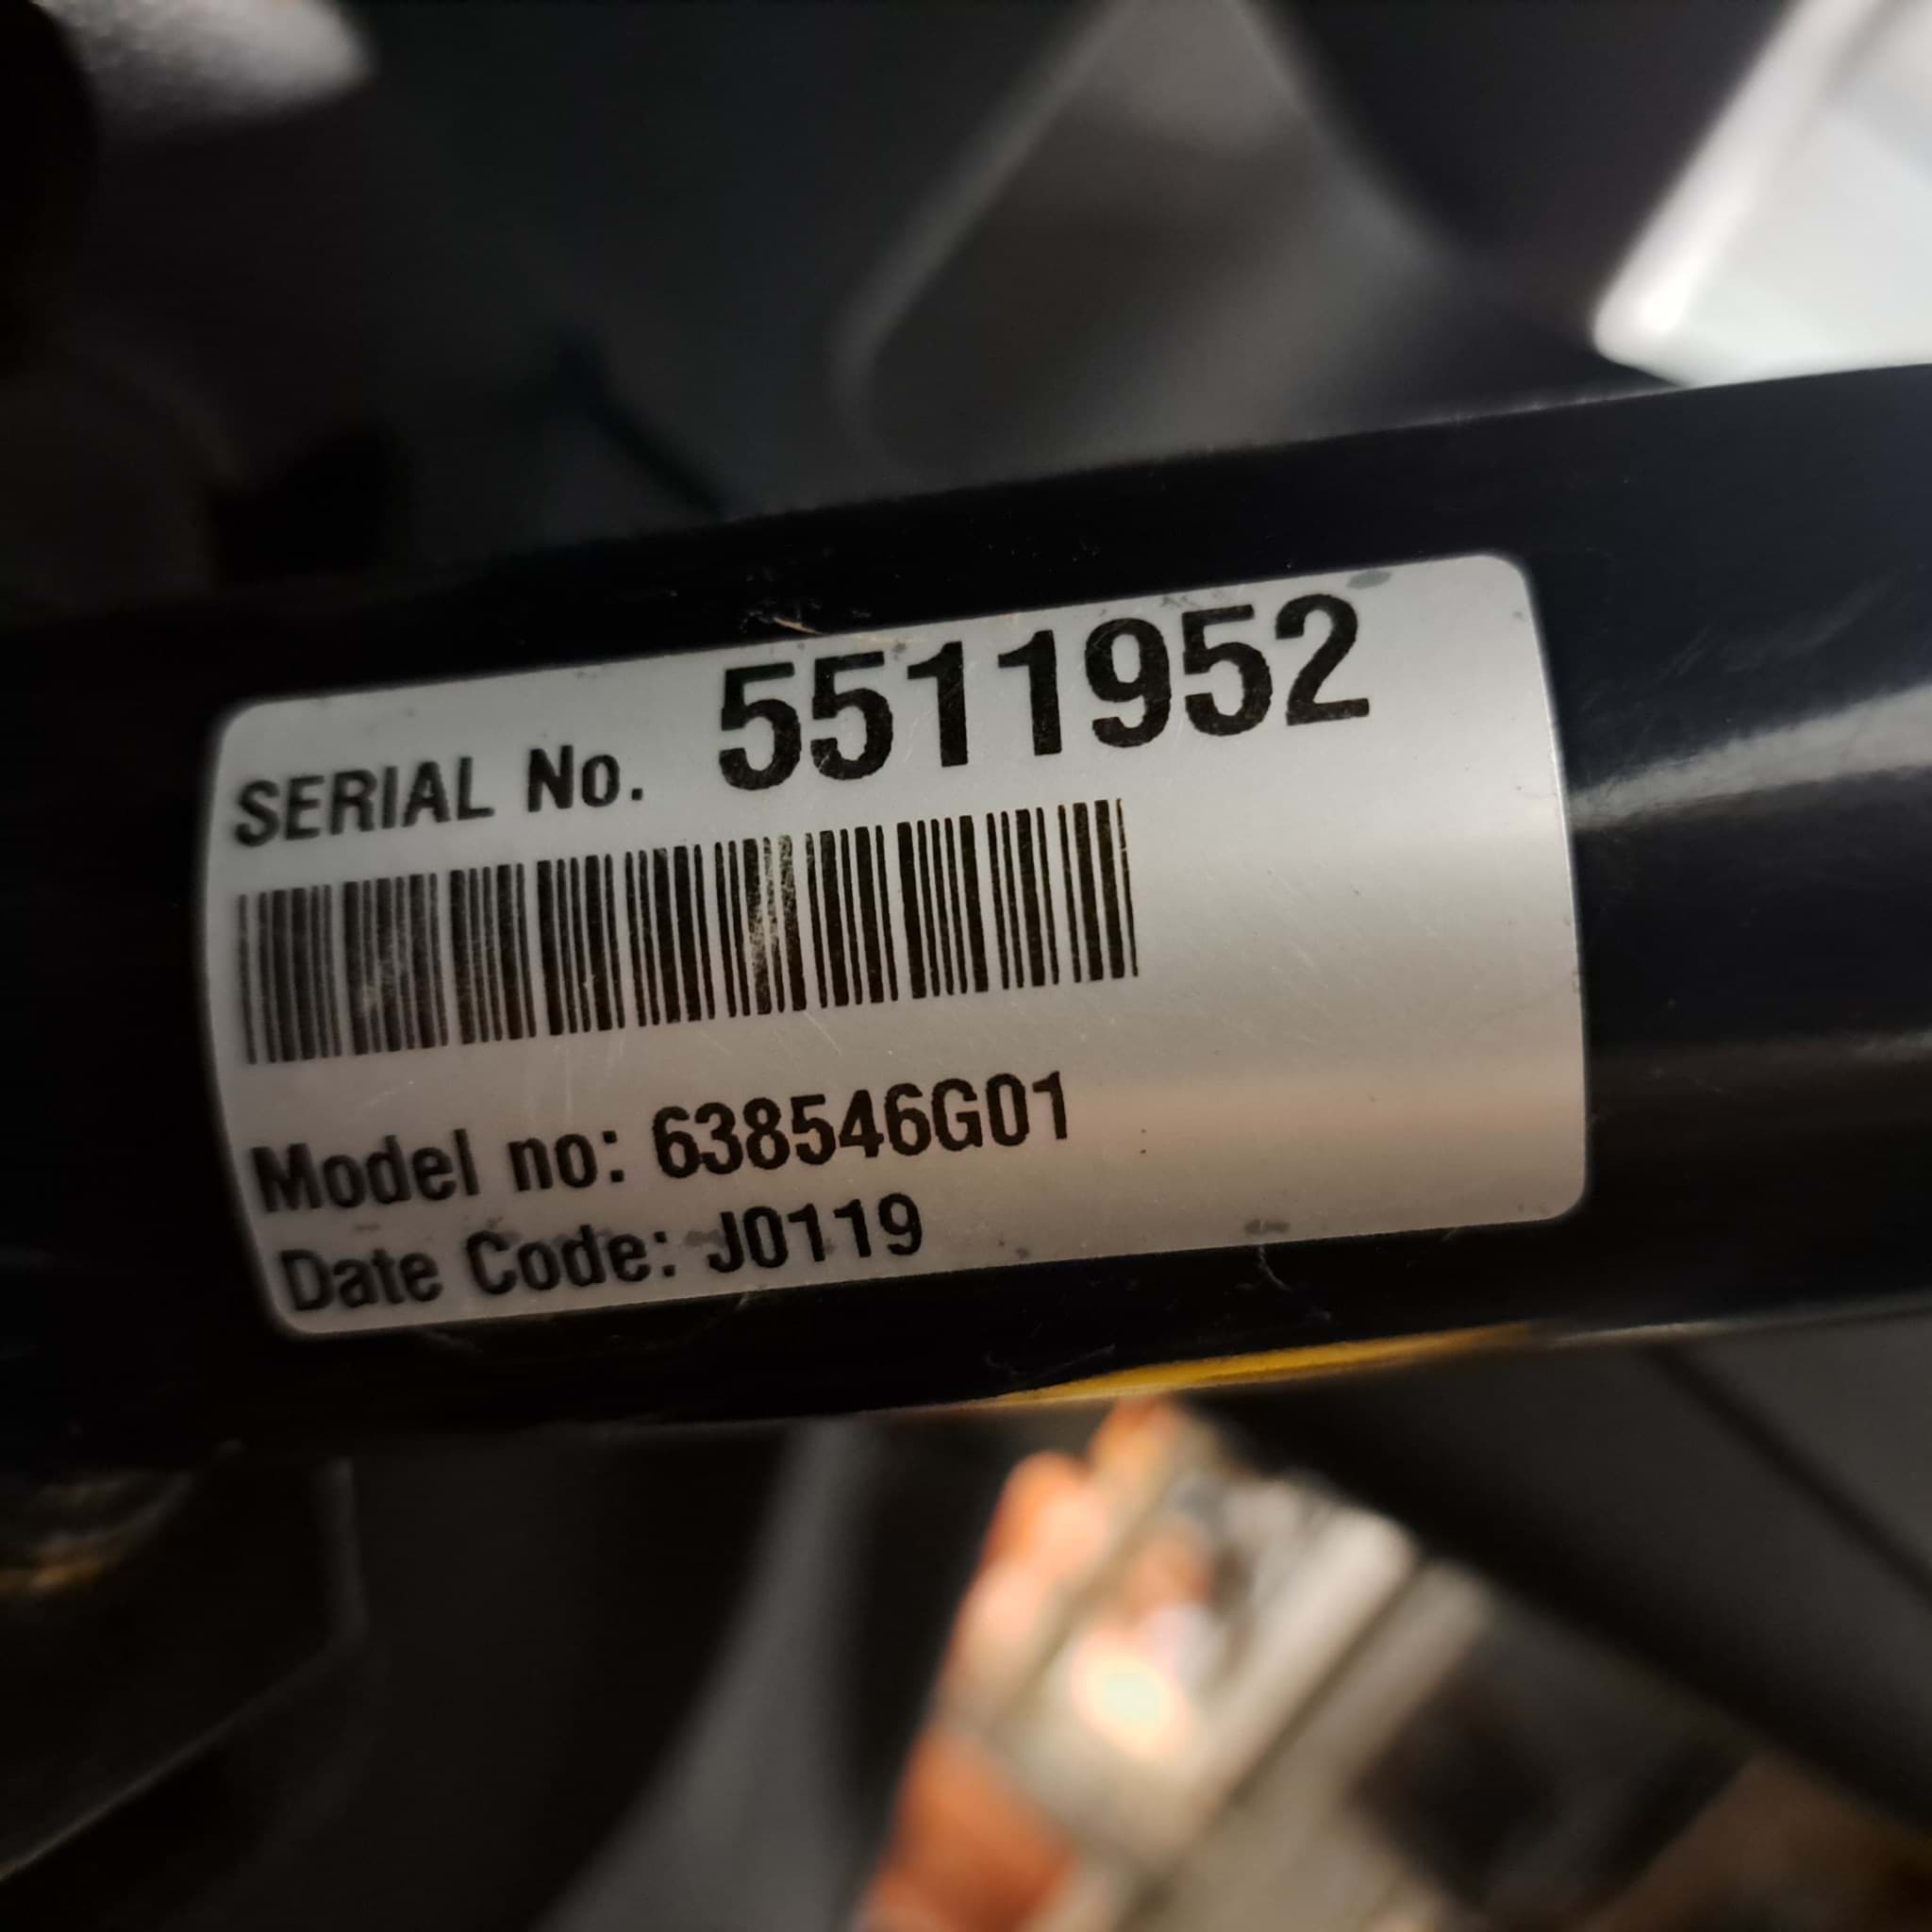 SERIAL No. 5511952
Model no: 638546G01
Date Code: J0119